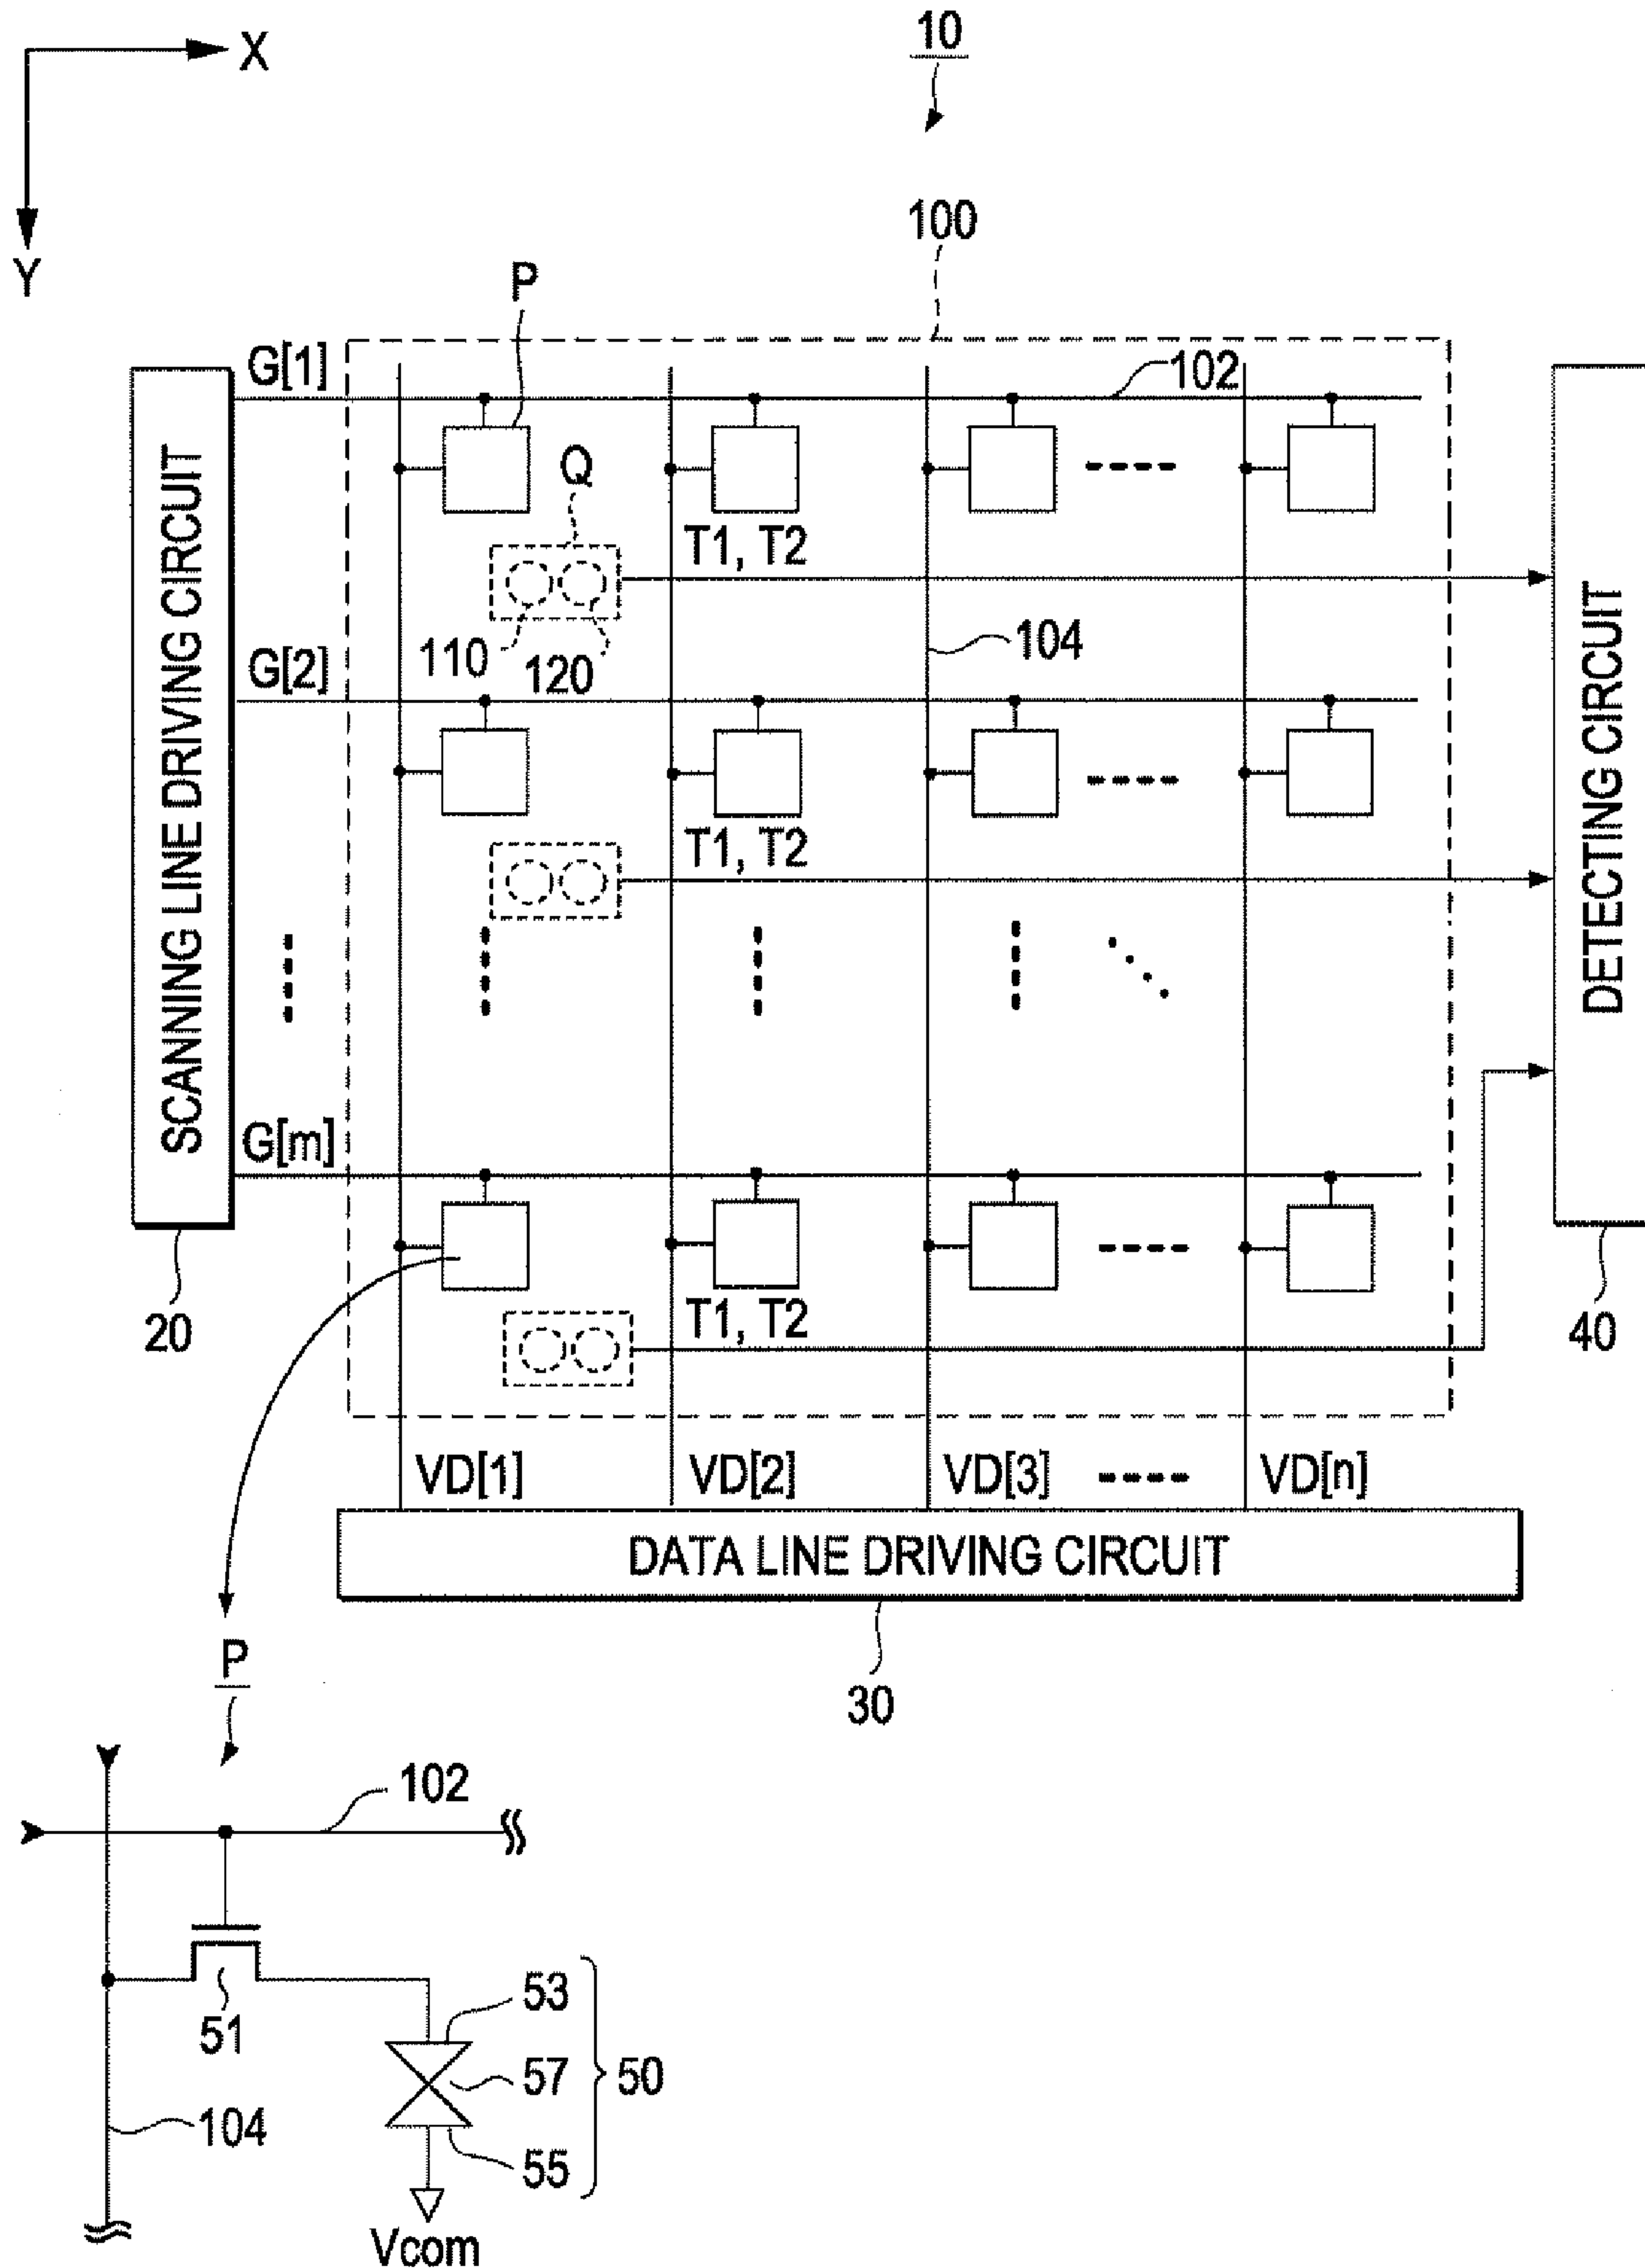 10
X
Y
100
P
G[1]
102
Q
T1, T2
110
120
104
G[2]
T1, T2
SCANNING LINE DRIVING CIRCUIT
DETECTING CIRCUIT
G[m]
T1, T2
20
40
VD[1]
VD[2]
VD[3]
VD[n]
DATA LINE DRIVING CIRCUIT
30
P
102
51
53
57
50
55
104
Vcom